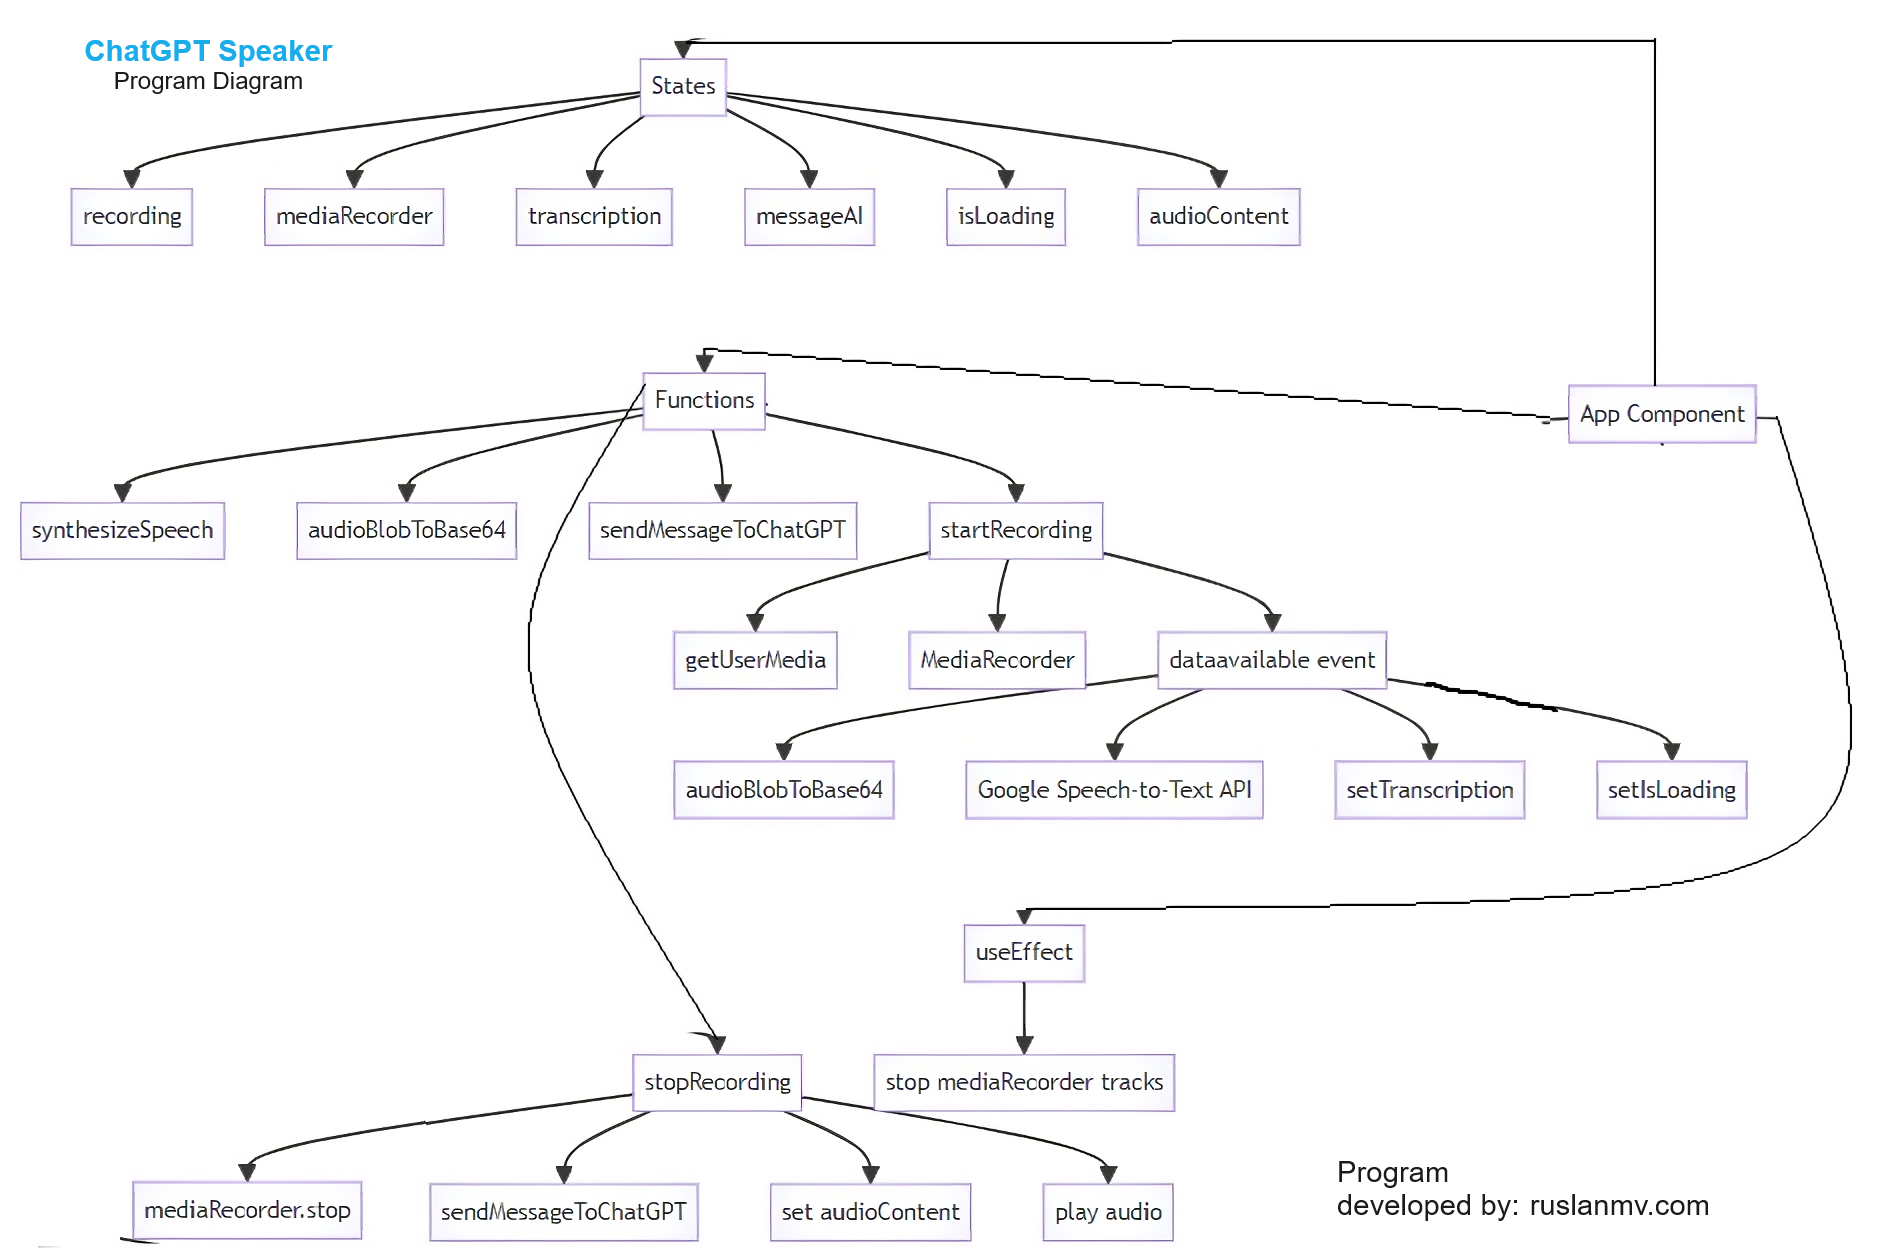 ChatGPT Speaker
Program Diagram
States
recording
mediaRecorder
transcription
messageAI
isLoading
audioContent
Functions
App Component
synthesizeSpeech
audioBlobToBase64
sendMessageToChatGPT
startRecording
getUserMedia
MediaRecorder
dataavailable event
audioBlobToBase64
Google Speech-to-Text API
setTranscription
setIsLoading
useEffect
stopRecording
stop mediaRecorder tracks
mediaRecorder.stop
sendMessageToChatGPT
set audioContent
play audio
Program
developed by: ruslanmv.com